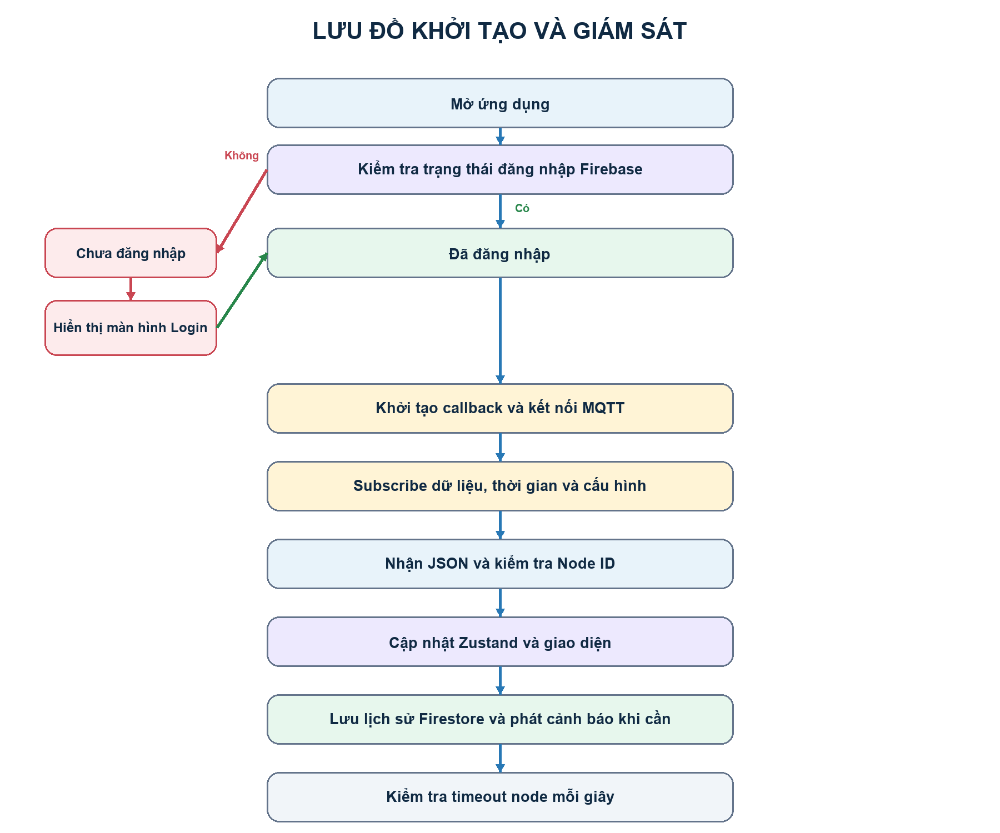 LƯU ĐỒ KHỞI TẠO VÀ GIÁM SÁT
Mở ứng dụng
Không
Kiểm tra trạng thái đăng nhập Firebase
Có
Chưa đăng nhập
Đã đăng nhập
Hiển thị màn hình Login
Khởi tạo callback và kết nối MQTT
Subscribe dữ liệu, thời gian và cấu hình
Nhận JSON và kiểm tra Node ID
Cập nhật Zustand và giao diện
Lưu lịch sử Firestore và phát cảnh báo khi cần
Kiểm tra timeout node mỗi giây